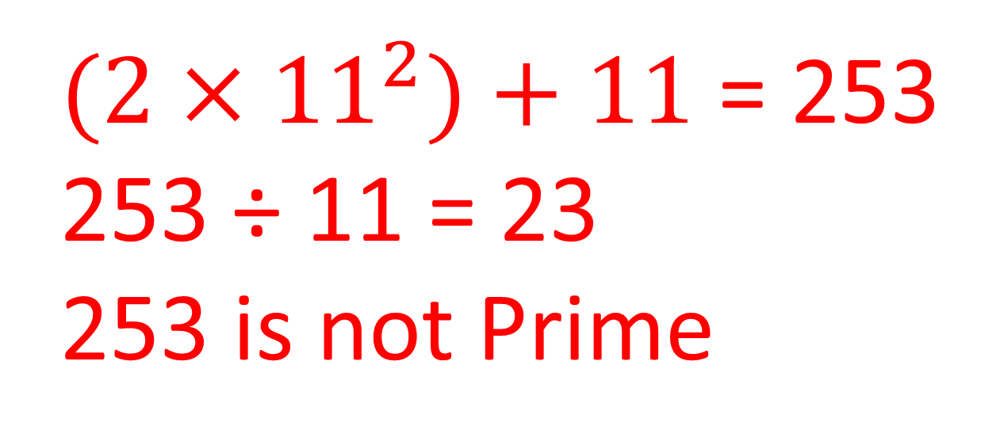 (2 × 11²) + 11 = 253
253 ÷ 11 = 23
253 is not Prime